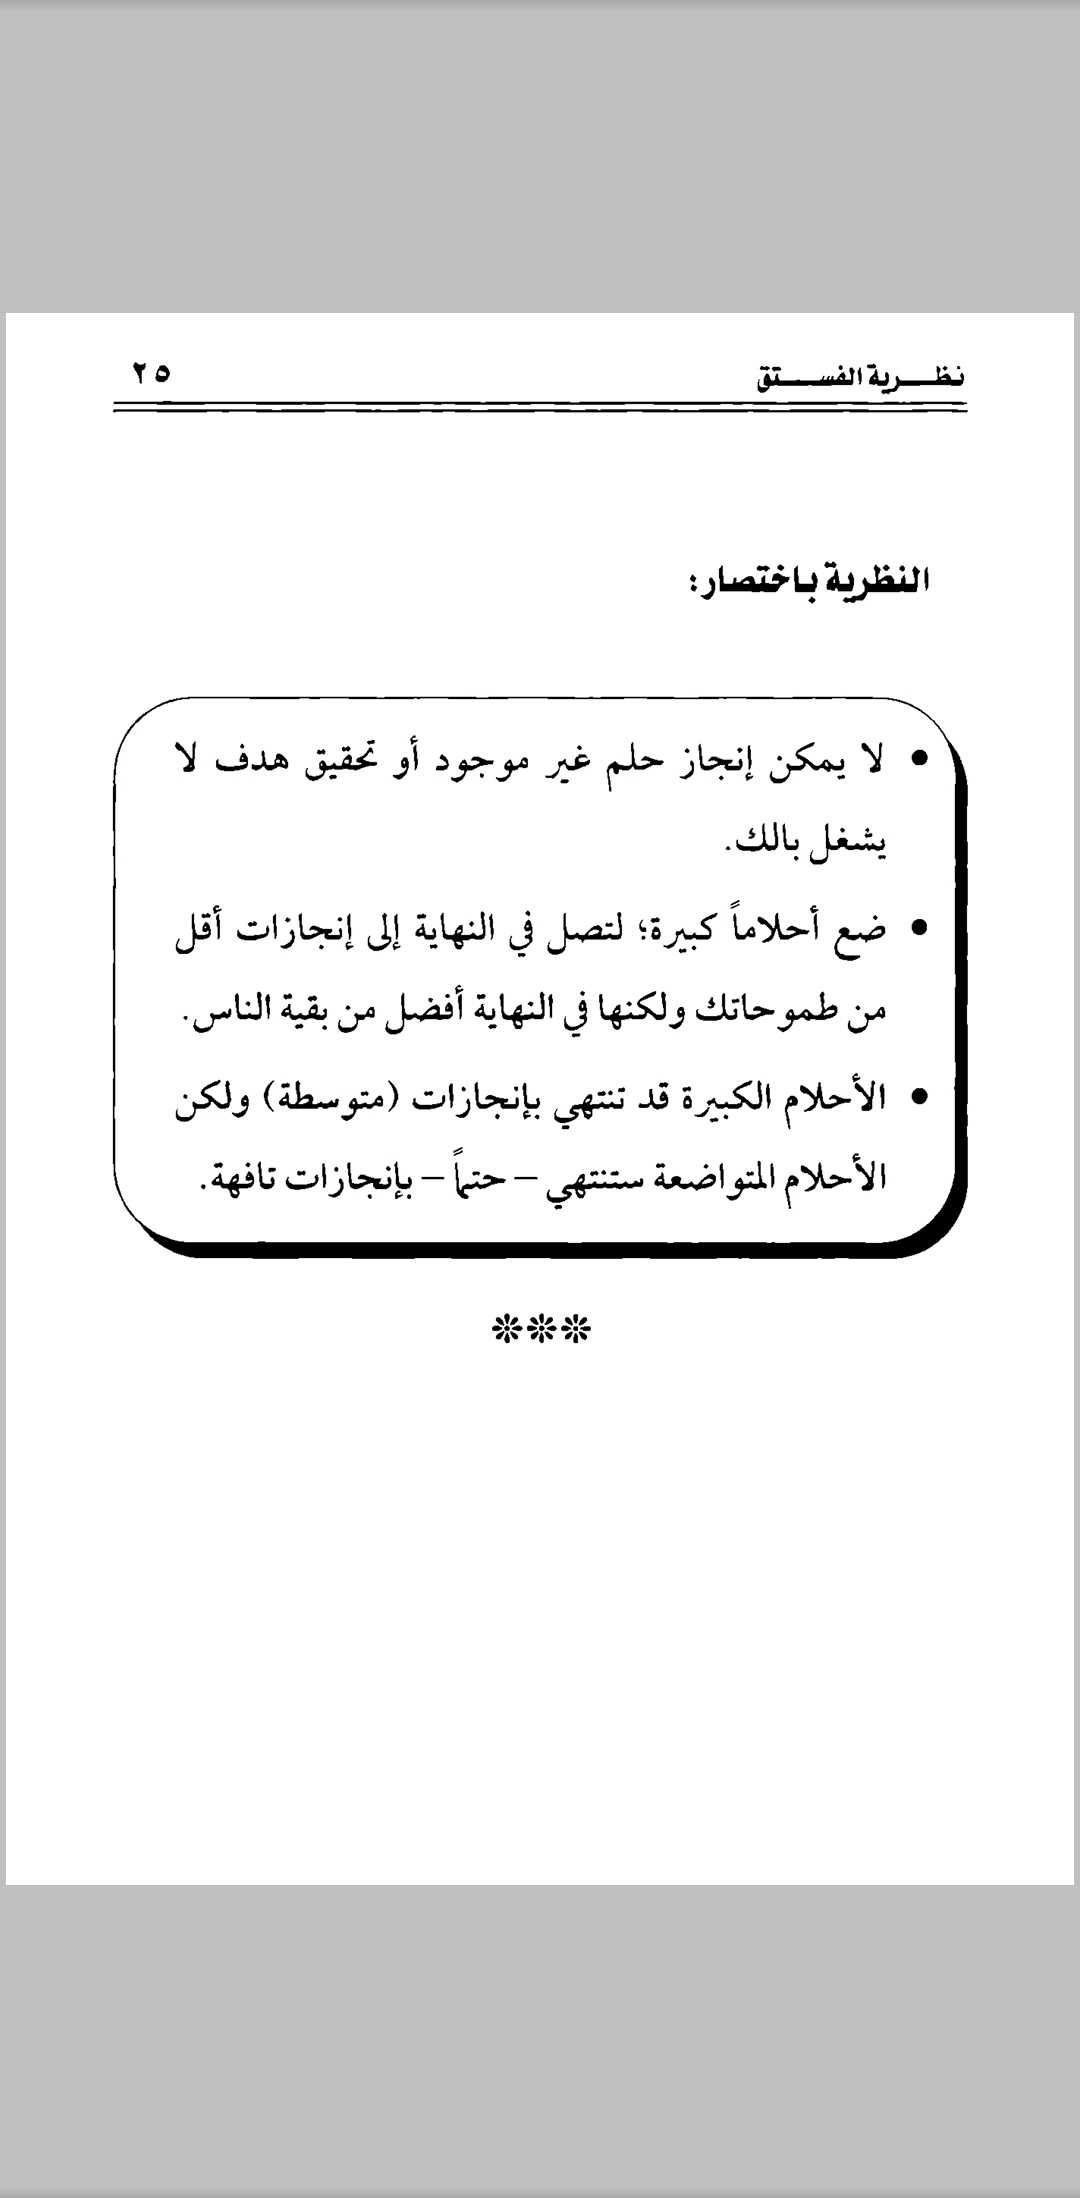 نظرية الفستق
٢٥
النظرية باختصار:
• لا يمكن إنجاز حلم غير موجود أو تحقيق هدف لا
يشغل بالك.
• ضع أحلاماً كبيرة؛ لتصل في النهاية إلى إنجازات أقل
من طموحاتك ولكنها في النهاية أفضل من بقية الناس.
• الأحلام الكبيرة قد تنتهي بإنجازات (متوسطة) ولكن
الأحلام المتواضعة ستنتهي – حتماً – بإنجازات تافهة.